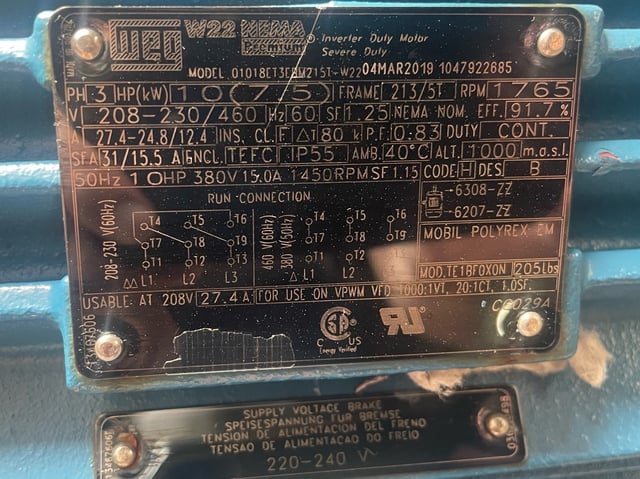 WEG W22 NEMA Premium® Inverter Duty Motor
Severe Duty
MODEL 01018ET3EBM215T-W22 04MAR2019 1047922685
PH 3 HP(kW) 10(7.5) FRAME 213/5T RPM 1765
V 208-230/460 Hz 60 SF 1.25 NEMA NOM. EFF. 91.7%
A 27.4-24.8/12.4 INS. CL. F ΔT 80 k P.F. 0.83 DUTY CONT.
SFA 31/15.5 A ENCL. TEFC IP55 AMB. 40°C ALT. 1000 m.a.s.l.
50Hz 10HP 380V 15.0A 1450RPM SF 1.15 CODE H DES B
RUN CONNECTION
208-230 V(60Hz)
T4 T5 T6
T7 T8 T9
T1 T2 T3
ΔΔ L1 L2 L3
460 V(60Hz)
380 V(50Hz)
T4 T5 T6
T7 T8 T9
T1 T2 T3
Δ L1 L2 L3
→6308-ZZ
→6207-ZZ
MOBIL POLYREX EM
MOD.TE1BF0X0N 205Lbs
USABLE AT 208V 27.4 A FOR USE ON VPWM VFD 1000:1VT, 20:1CT, 1.0SF.
CC029A
CSA ® C US
Energy Verified
SUPPLY VOLTAGE BRAKE
SPEISESPANNUNG FUR BREMSE
TENSION DE ALIMENTACION DEL FRENO
TENSAO DE ALIMENTACAO DO FREIO
220-240 V~